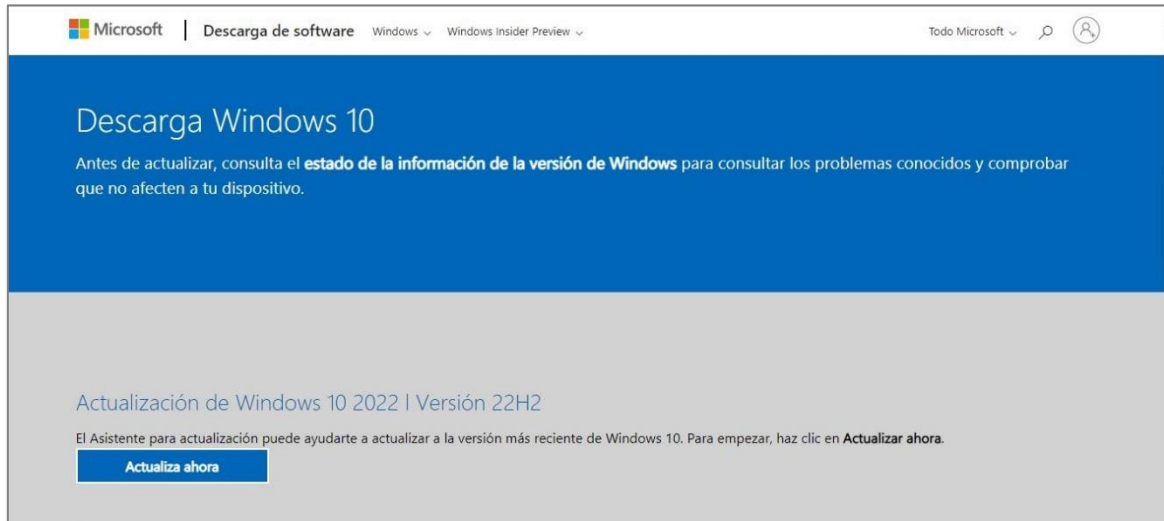 Microsoft Descarga de software Windows Windows Insider Preview Todo Microsoft
Descarga Windows 10
Antes de actualizar, consulta el estado de la información de la versión de Windows para consultar los problemas conocidos y comprobar
que no afecten a tu dispositivo.
Actualización de Windows 10 2022 | Versión 22H2
El Asistente para actualización puede ayudarte a actualizar a la versión más reciente de Windows 10. Para empezar, haz clic en Actualizar ahora.
Actualiza ahora